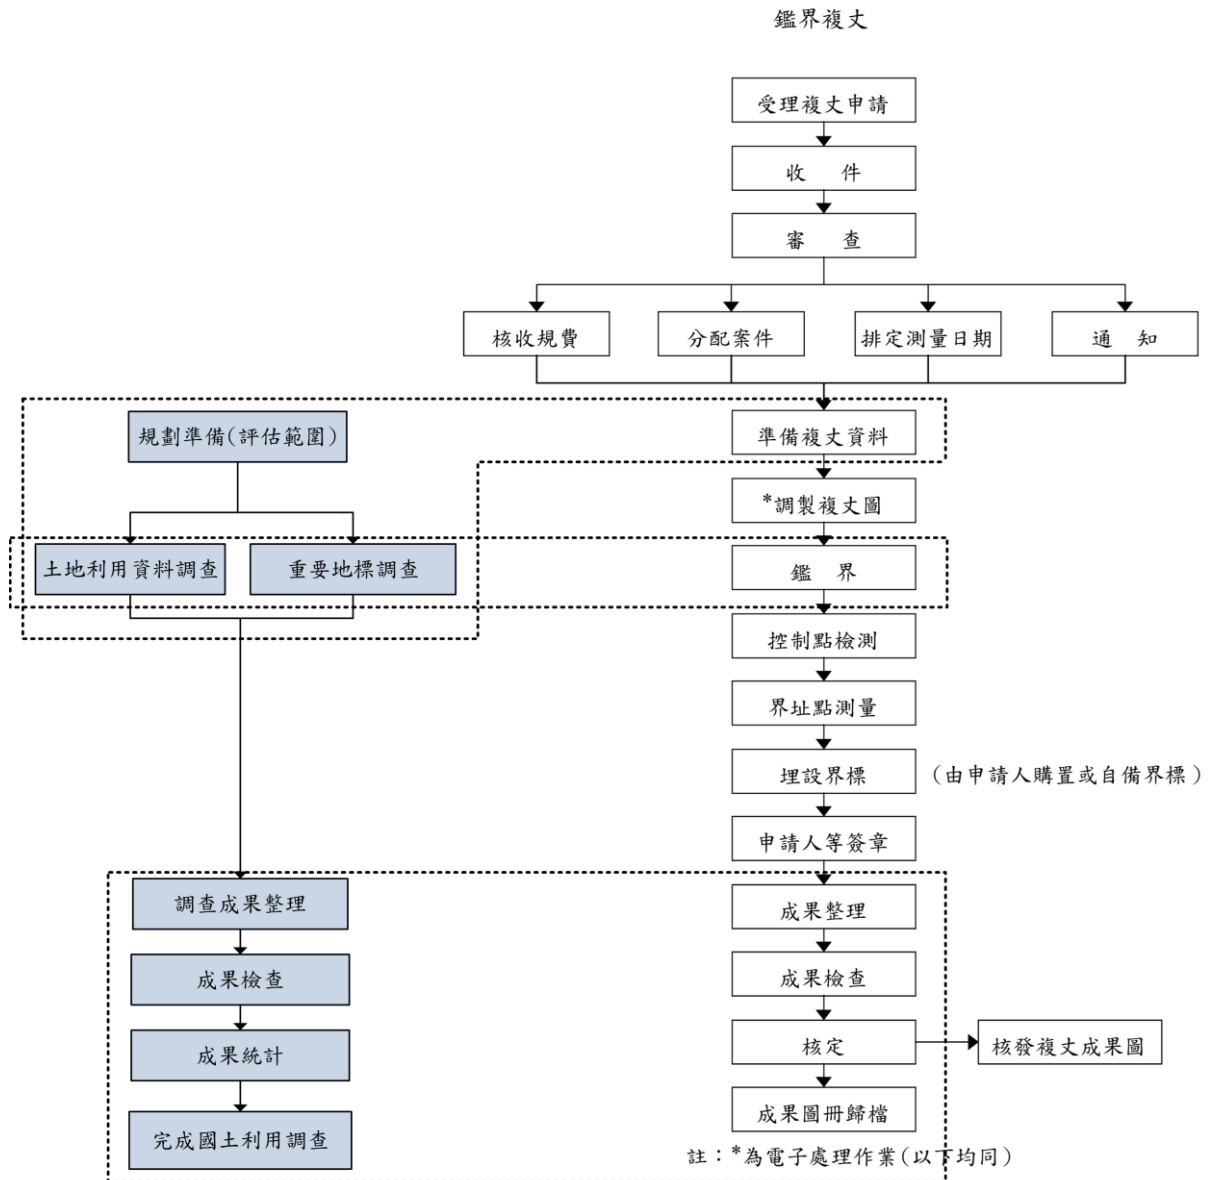 鑑界複丈
受理複丈申請
收 件
審 查
核收規費
分配案件
排定測量日期
通 知
規劃準備(評估範圍)
準備複丈資料
*調製複丈圖
土地利用資料調查
重要地標調查
鑑 界
控制點檢測
界址點測量
埋設界標
(由申請人購置或自備界標)
申請人等簽章
調查成果整理
成果整理
成果檢查
成果檢查
成果統計
核定
核發複丈成果圖
完成國土利用調查
成果圖冊歸檔
註：*為電子處理作業(以下均同)